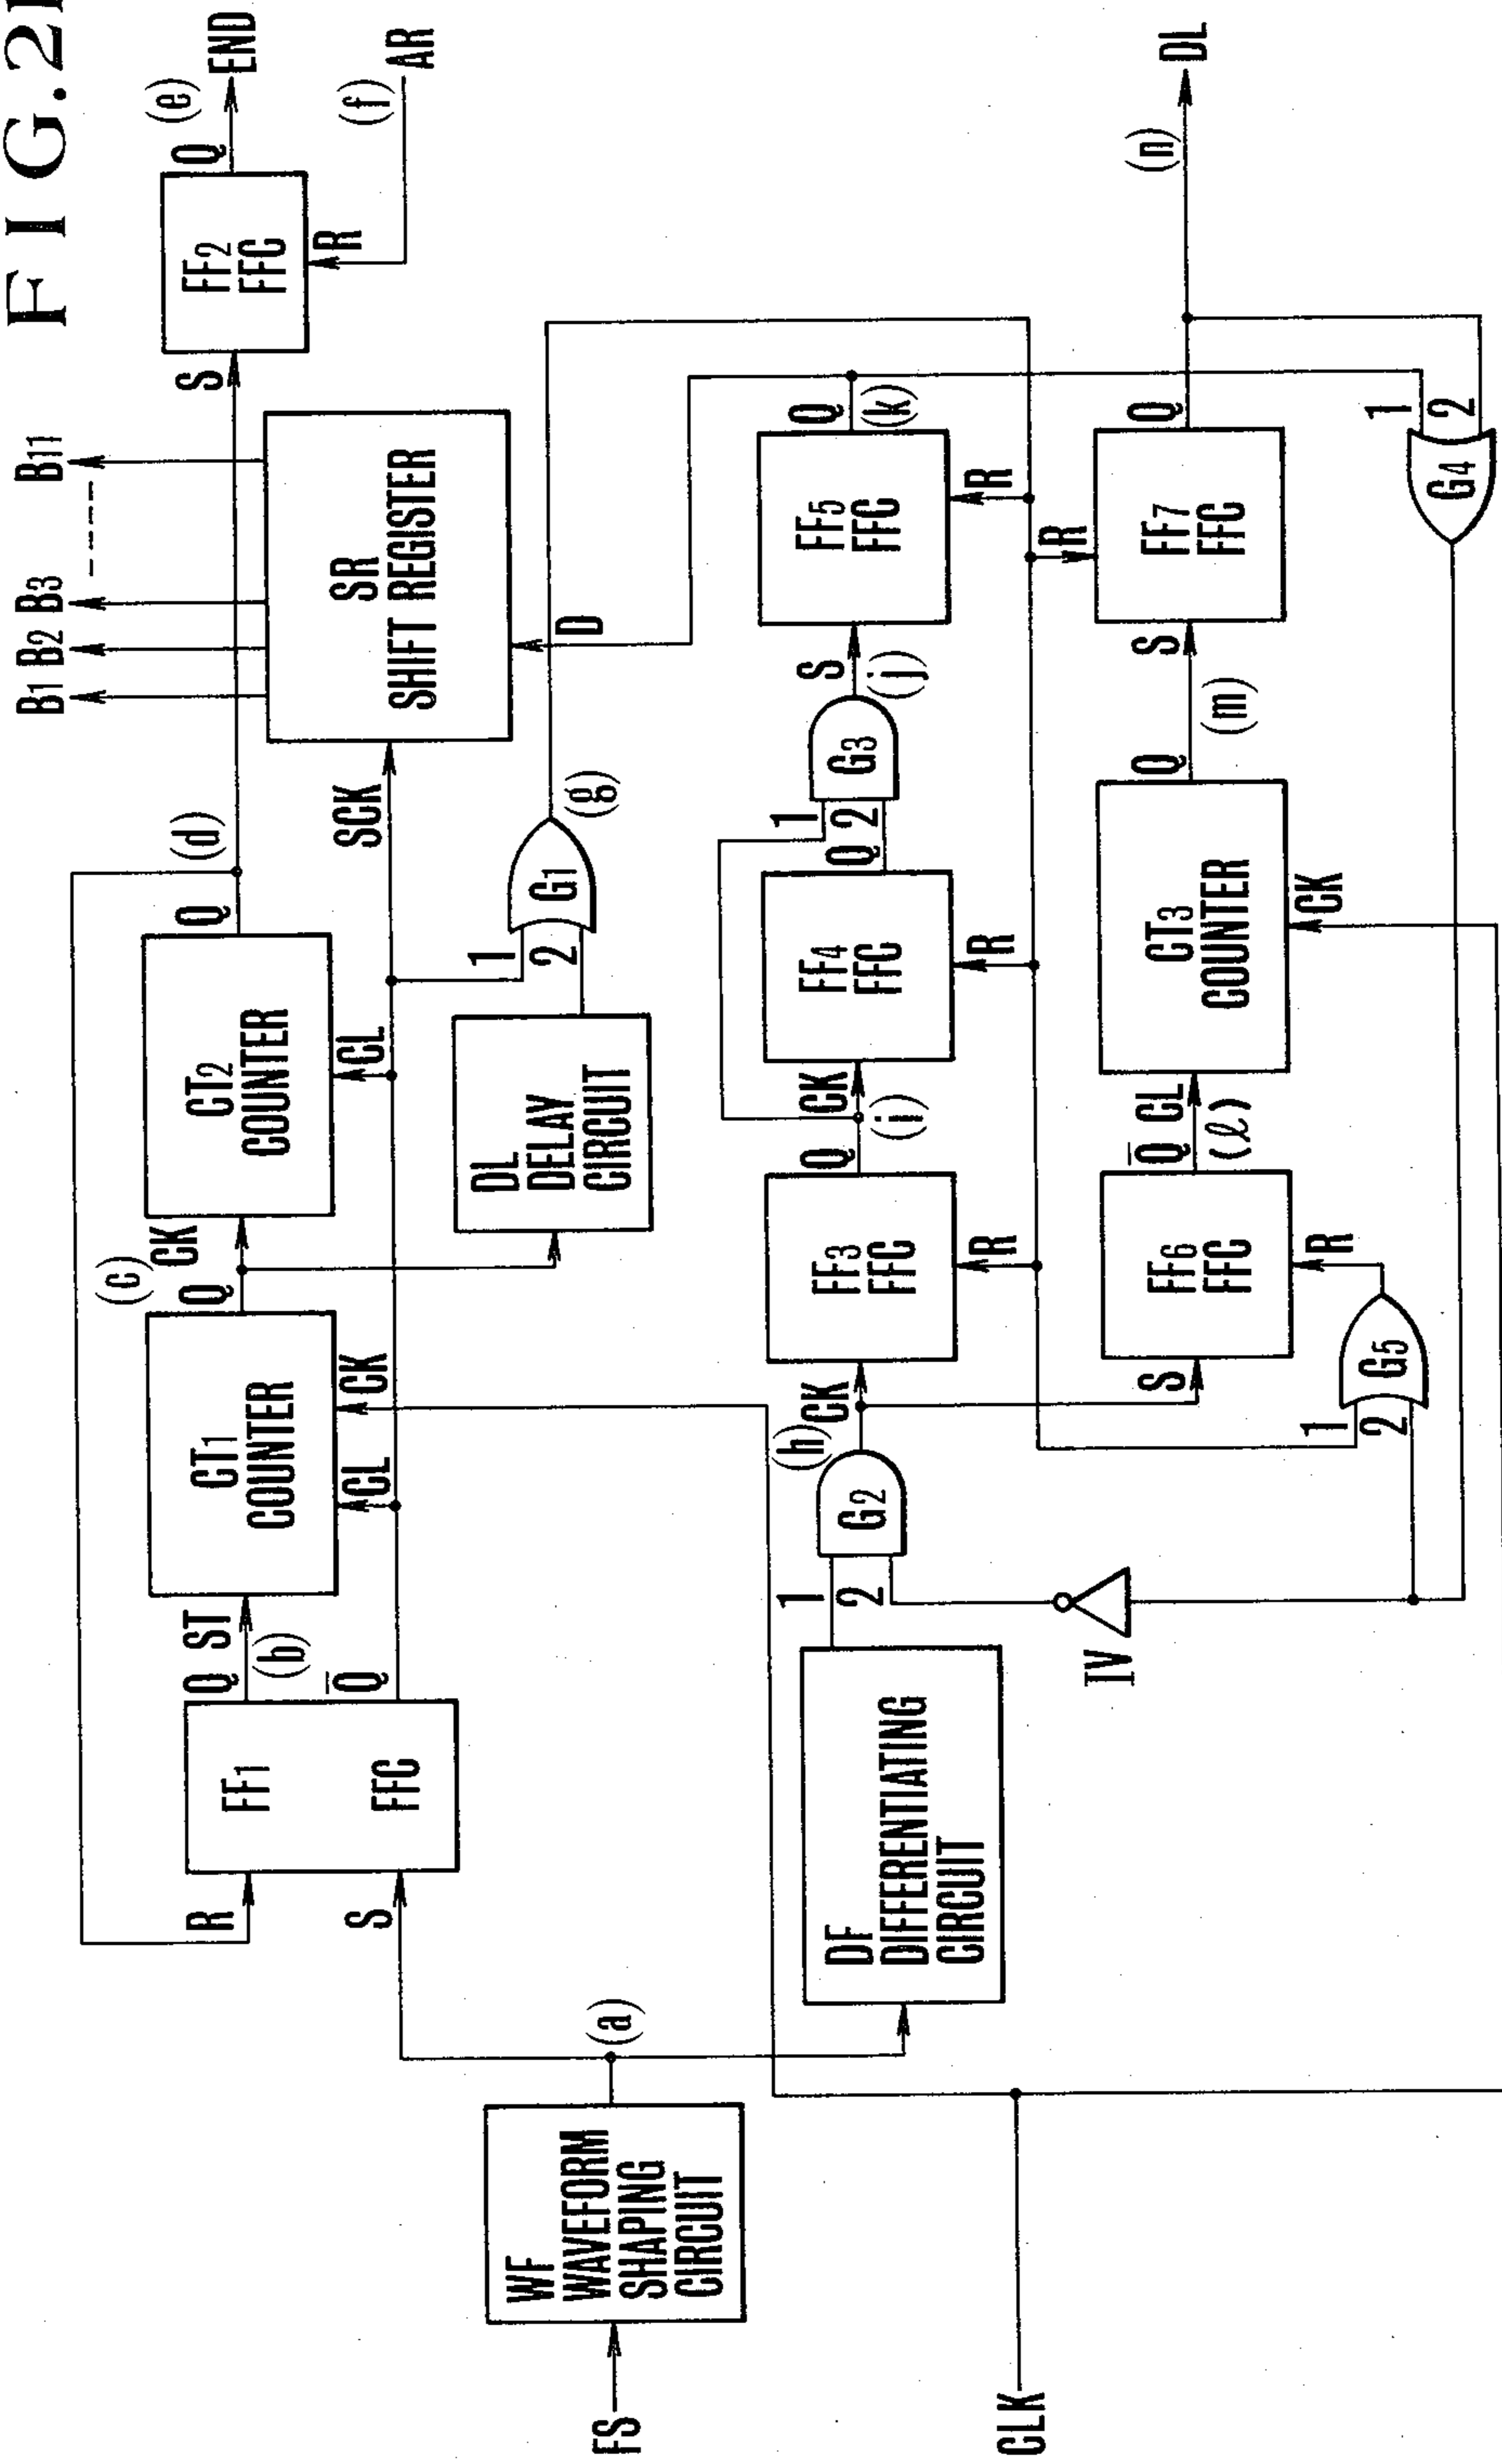 FIG.2
B1 B2 B3 B11
(e)
END
Q
FF2
FFC
S
R
(f)
AR
(d)
Q
CT2
COUNTER
CK
CL
(c)
Q
CT1
COUNTER
CL
CK
Q ST
(b)
Q̅
FF1
FFC
R
S
SR
SHIFT REGISTER
SCK
D
G1
1
2
(g)
DL
DELAY
CIRCUIT
(a)
WF
WAVEFORM
SHAPING
CIRCUIT
FS
DF
DIFFERENTIATING
CIRCUIT
1
2
G2
(h)
CK
FF3
FFC
R
Q
(i)
CK
FF4
FFC
R
Q
1
2
G3
S
(j)
FF5
FFC
R
Q
(k)
IV
CLK
S
FF6
FFC
R
G5
1
2
Q̅ CL
(ℓ)
CT3
COUNTER
CK
Q
(m)
S
FF7
FFC
R
Q
(n)
DL
1
2
G4